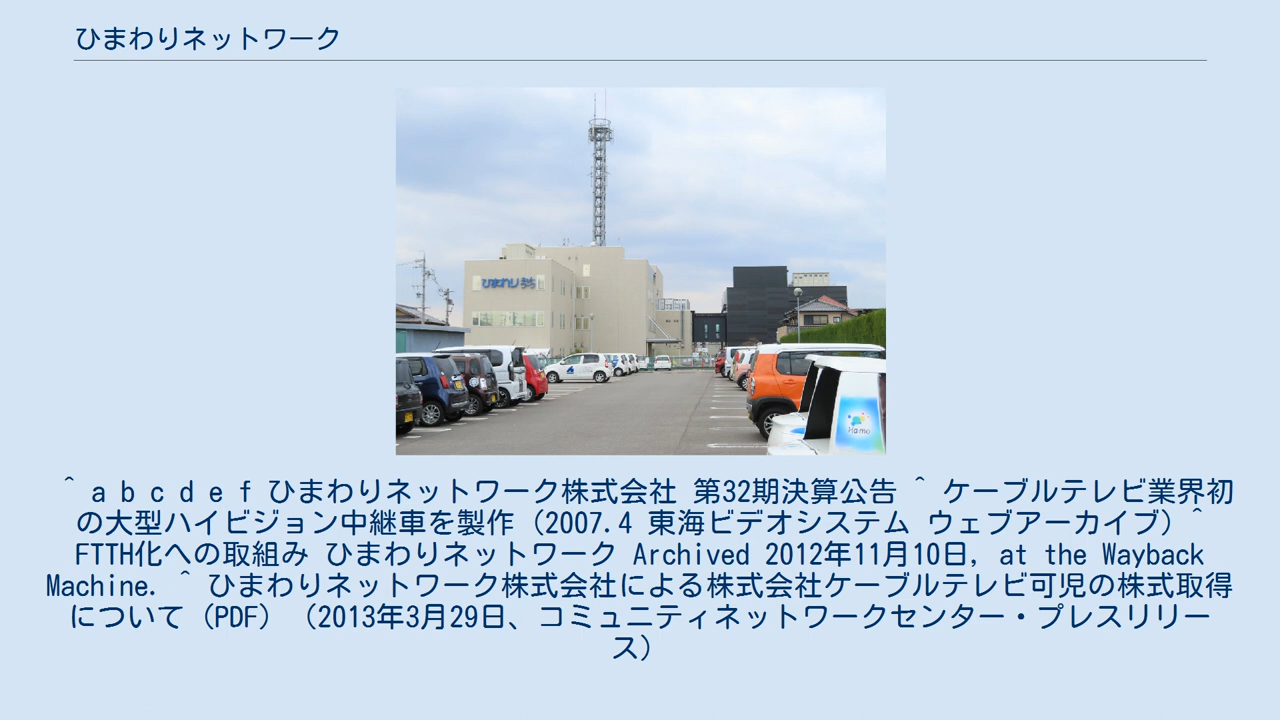 ひまわりネットワーク
ひまわり
Ha:mo
^ a b c d e f ひまわりネットワーク株式会社 第32期決算公告 ^ ケーブルテレビ業界初
の大型ハイビジョン中継車を製作（2007.4 東海ビデオシステム ウェブアーカイブ）^
FTTH化への取組み ひまわりネットワーク Archived 2012年11月10日, at the Wayback
Machine. ^ ひまわりネットワーク株式会社による株式会社ケーブルテレビ可児の株式取得
について（PDF）（2013年3月29日、コミュニティネットワークセンター・プレスリリー
ス）